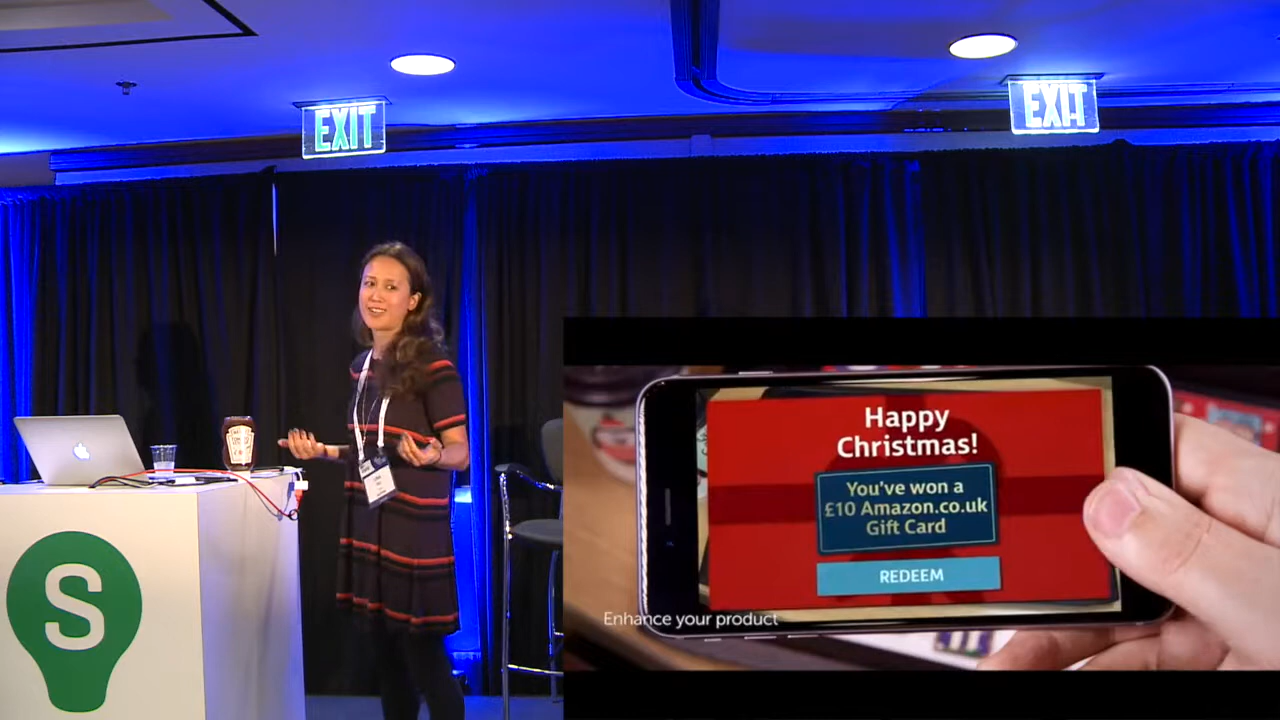 EXIT
EXIT
Happy
Christmas!
You've won a
£10 Amazon.co.uk
Gift Card
REDEEM
Enhance your product
S